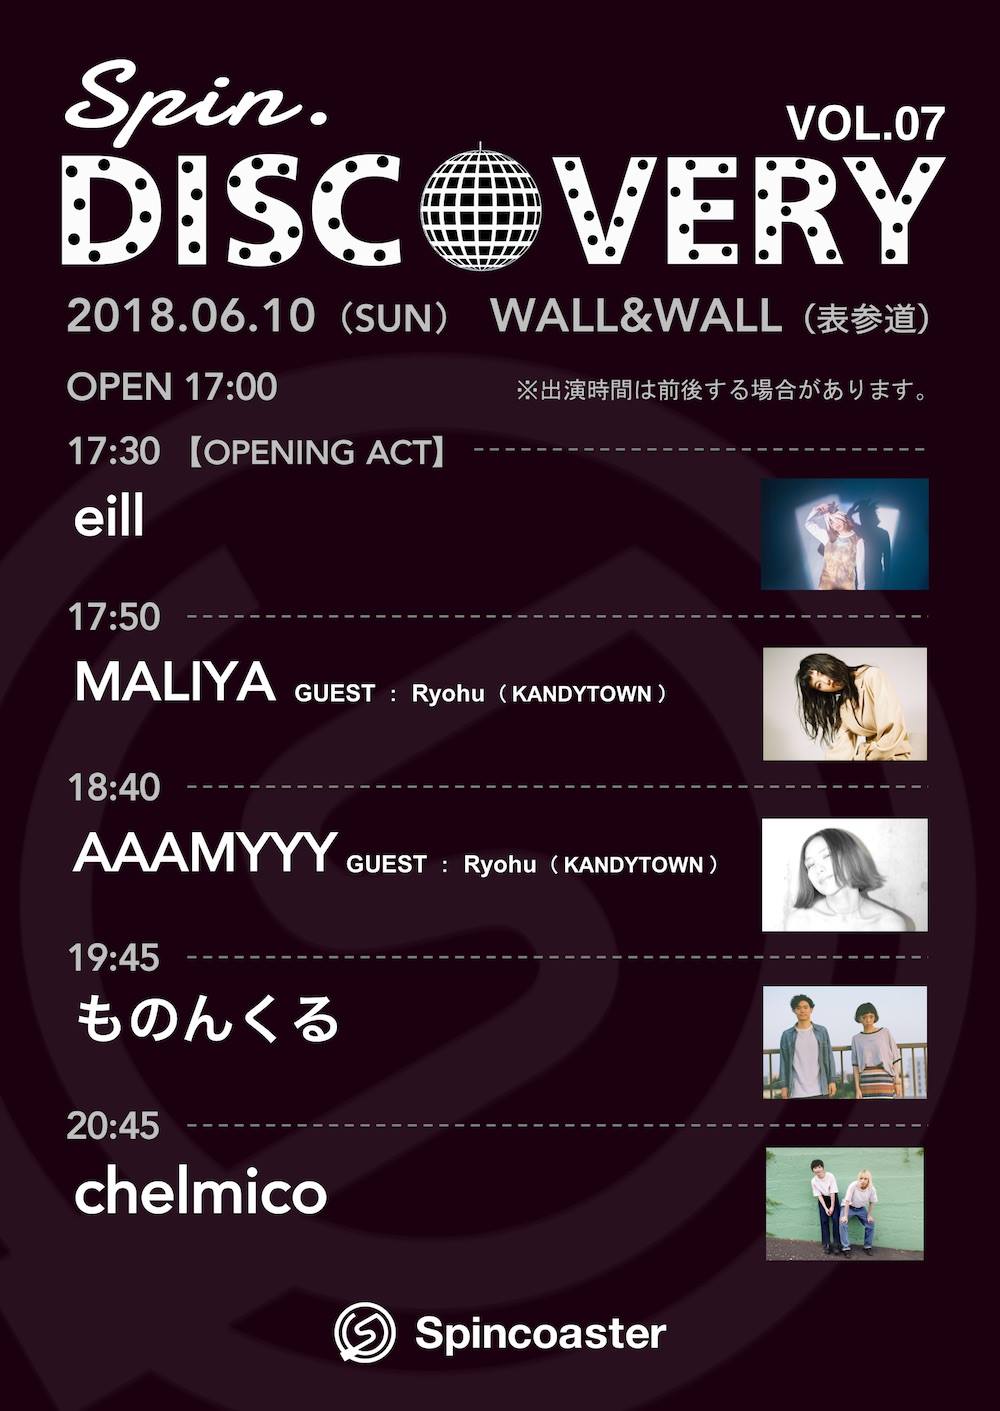 Spin.
VOL.07
DISCOVERY
2018.06.10（SUN） WALL&WALL（表参道）
OPEN 17:00 ※出演時間は前後する場合があります。
17:30 【OPENING ACT】
eill
17:50
MALIYA GUEST : Ryohu（KANDYTOWN）
18:40
AAAMYYY GUEST : Ryohu（KANDYTOWN）
19:45
ものんくる
20:45
chelmico
Spincoaster